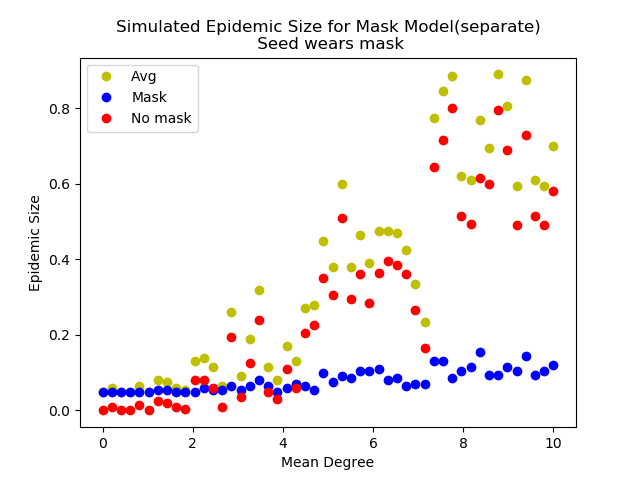 Simulated Epidemic Size for Mask Model(separate)
Seed wears mask
Avg
Mask
No mask
Epidemic Size
0.8
0.6
0.4
0.2
0.0
0 2 4 6 8 10
Mean Degree